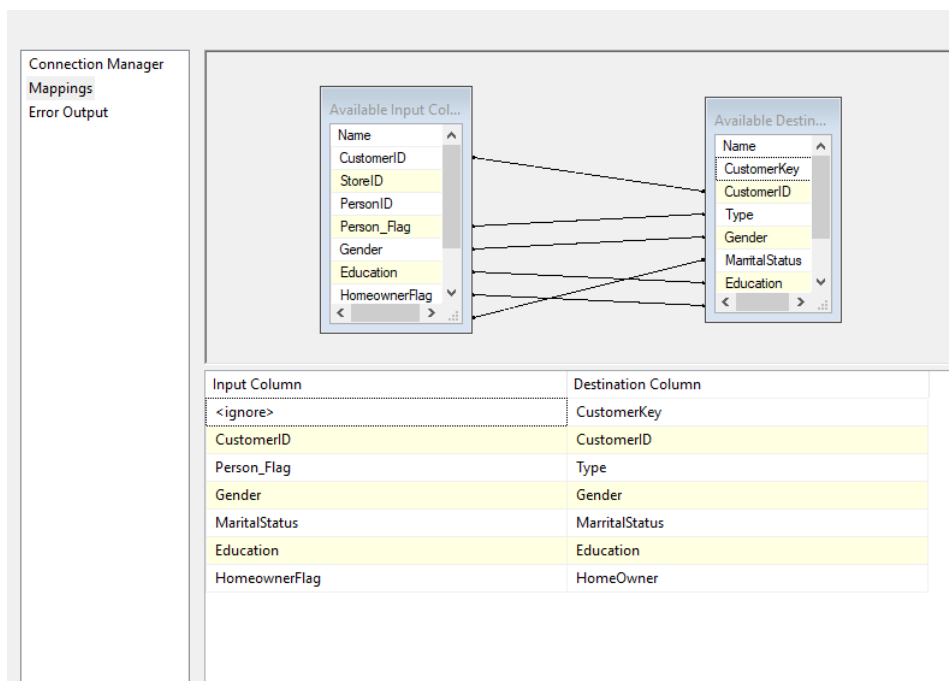 Connection Manager
Mappings
Error Output
Available Input Col...
Name
CustomerID
StoreID
PersonID
Person_Flag
Gender
Education
HomeownerFlag
Available Destin...
Name
CustomerKey
CustomerID
Type
Gender
MarritalStatus
Education
Input Column Destination Column
<ignore> CustomerKey
CustomerID CustomerID
Person_Flag Type
Gender Gender
MaritalStatus MarritalStatus
Education Education
HomeownerFlag HomeOwner